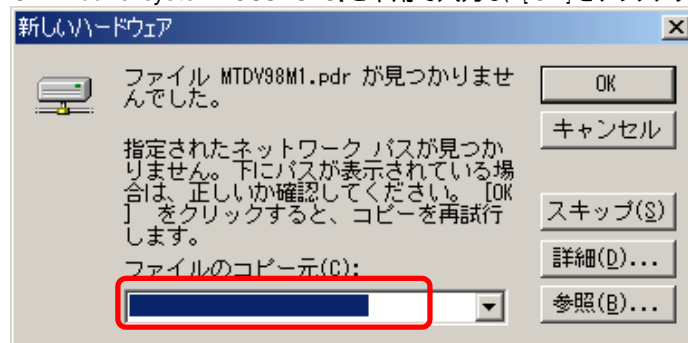 新しいハードウェア
ファイル MTDV98M1.pdr が見つかりませ
んでした。
指定されたネットワーク パスが見つか
りません。下にパスが表示されている場
合は、正しいか確認してください。 [OK
] をクリックすると、コピーを再試行
します。
ファイルのコピー元(C):
OK
キャンセル
スキップ(S)
詳細(D)...
参照(B)...